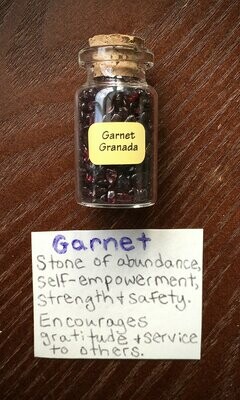 Garnet
Granada
Garnet
Stone of abundance,
self-empowerment,
strength & safety.
Encourages
gratitude & service
to others.